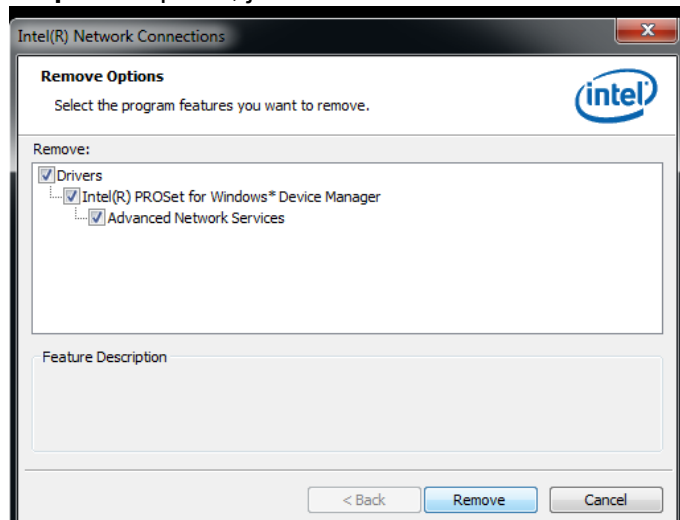 Intel(R) Network Connections
Remove Options
Select the program features you want to remove.
intel
Remove:
Drivers
Intel(R) PROSet for Windows* Device Manager
Advanced Network Services
Feature Description
< Back
Remove
Cancel